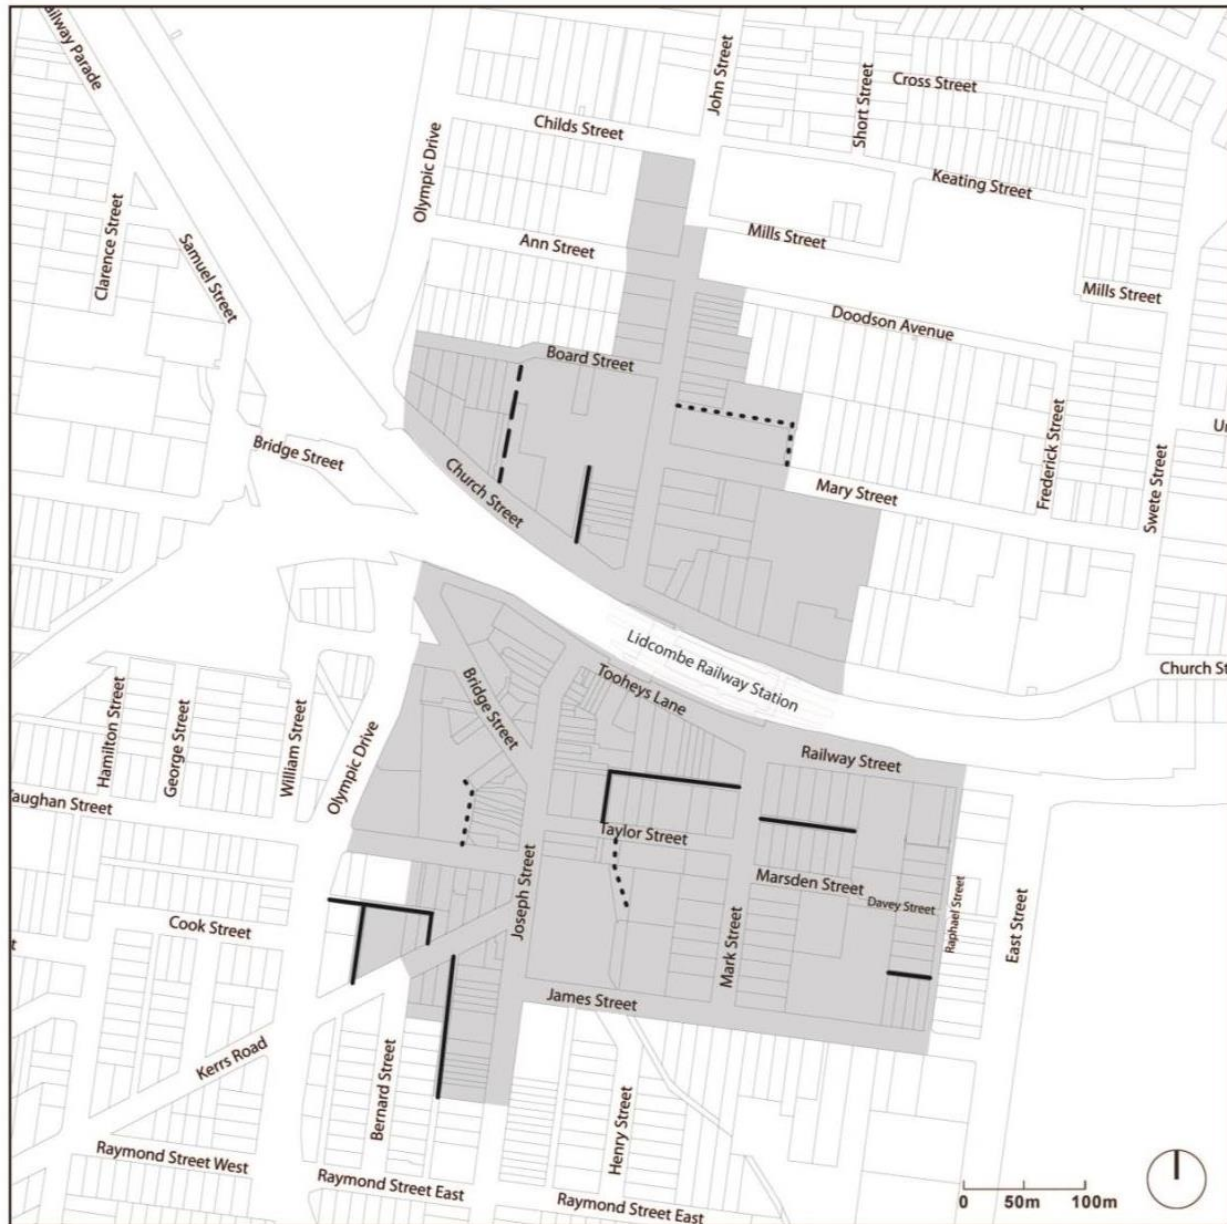 ailway Parade
John Street
Short Street
Cross Street
Childs Street
Olympic Drive
Keating Street
Clarence Street
Samuel Street
Ann Street
Mills Street
Mills Street
Doodson Avenue
Board Street
Bridge Street
Church Street
Mary Street
Frederick Street
Swete Street
Ur
Lidcombe Railway Station
Tooheys Lane
Church St
Hamilton Street
George Street
William Street
Olympic Drive
Bridge Street
Railway Street
aughan Street
Taylor Street
Marsden Street
Davey Street
Raphael Street
East Street
Joseph Street
Mark Street
Cook Street
t
James Street
Kerrs Road
Bernard Street
Henry Street
Raymond Street West
Raymond Street East
Raymond Street East
0 50m 100m